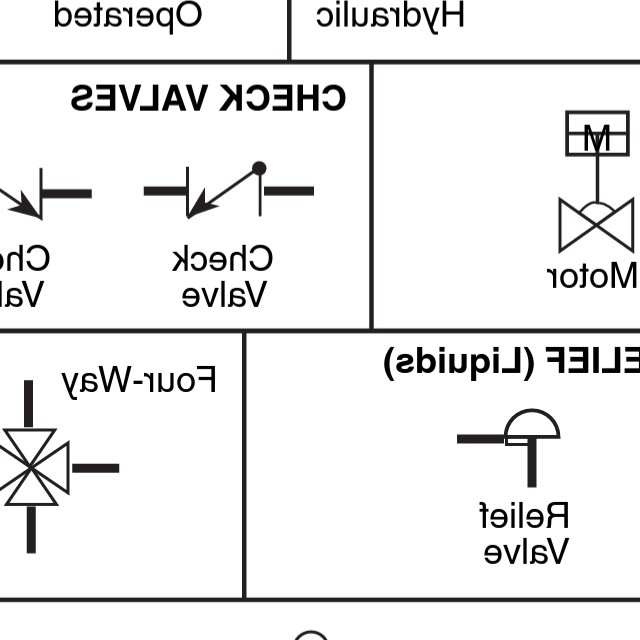 Hydraulic
Operated
CHECK VALVES
M
Motor
Check
Valve
Relief
Valve
(Liquids)
Four-Way